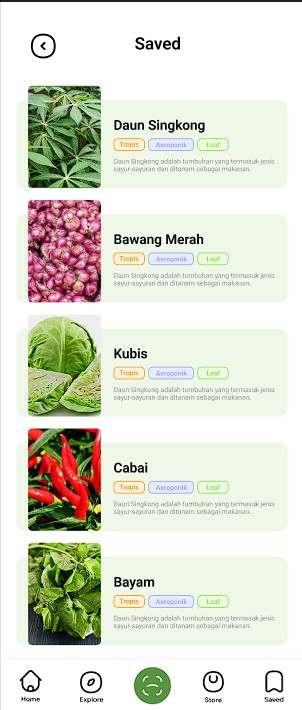 Saved
Daun Singkong
Tropis Aeroponik Leaf
Daun Singkong adalah tumbuhan yang termasuk jenis
sayur-sayuran dan ditanam sebagai makanan.
Bawang Merah
Tropis Aeroponik Leaf
Daun Singkong adalah tumbuhan yang termasuk jenis
sayur-sayuran dan ditanam sebagai makanan.
Kubis
Tropis Aeroponik Leaf
Daun Singkong adalah tumbuhan yang termasuk jenis
sayur-sayuran dan ditanam sebagai makanan.
Cabai
Tropis Aeroponik Leaf
Daun Singkong adalah tumbuhan yang termasuk jenis
sayur-sayuran dan ditanam sebagai makanan.
Bayam
Tropis Aeroponik Leaf
Daun Singkong adalah tumbuhan yang termasuk jenis
sayur-sayuran dan ditanam sebagai makanan.
Home Explore Store Saved